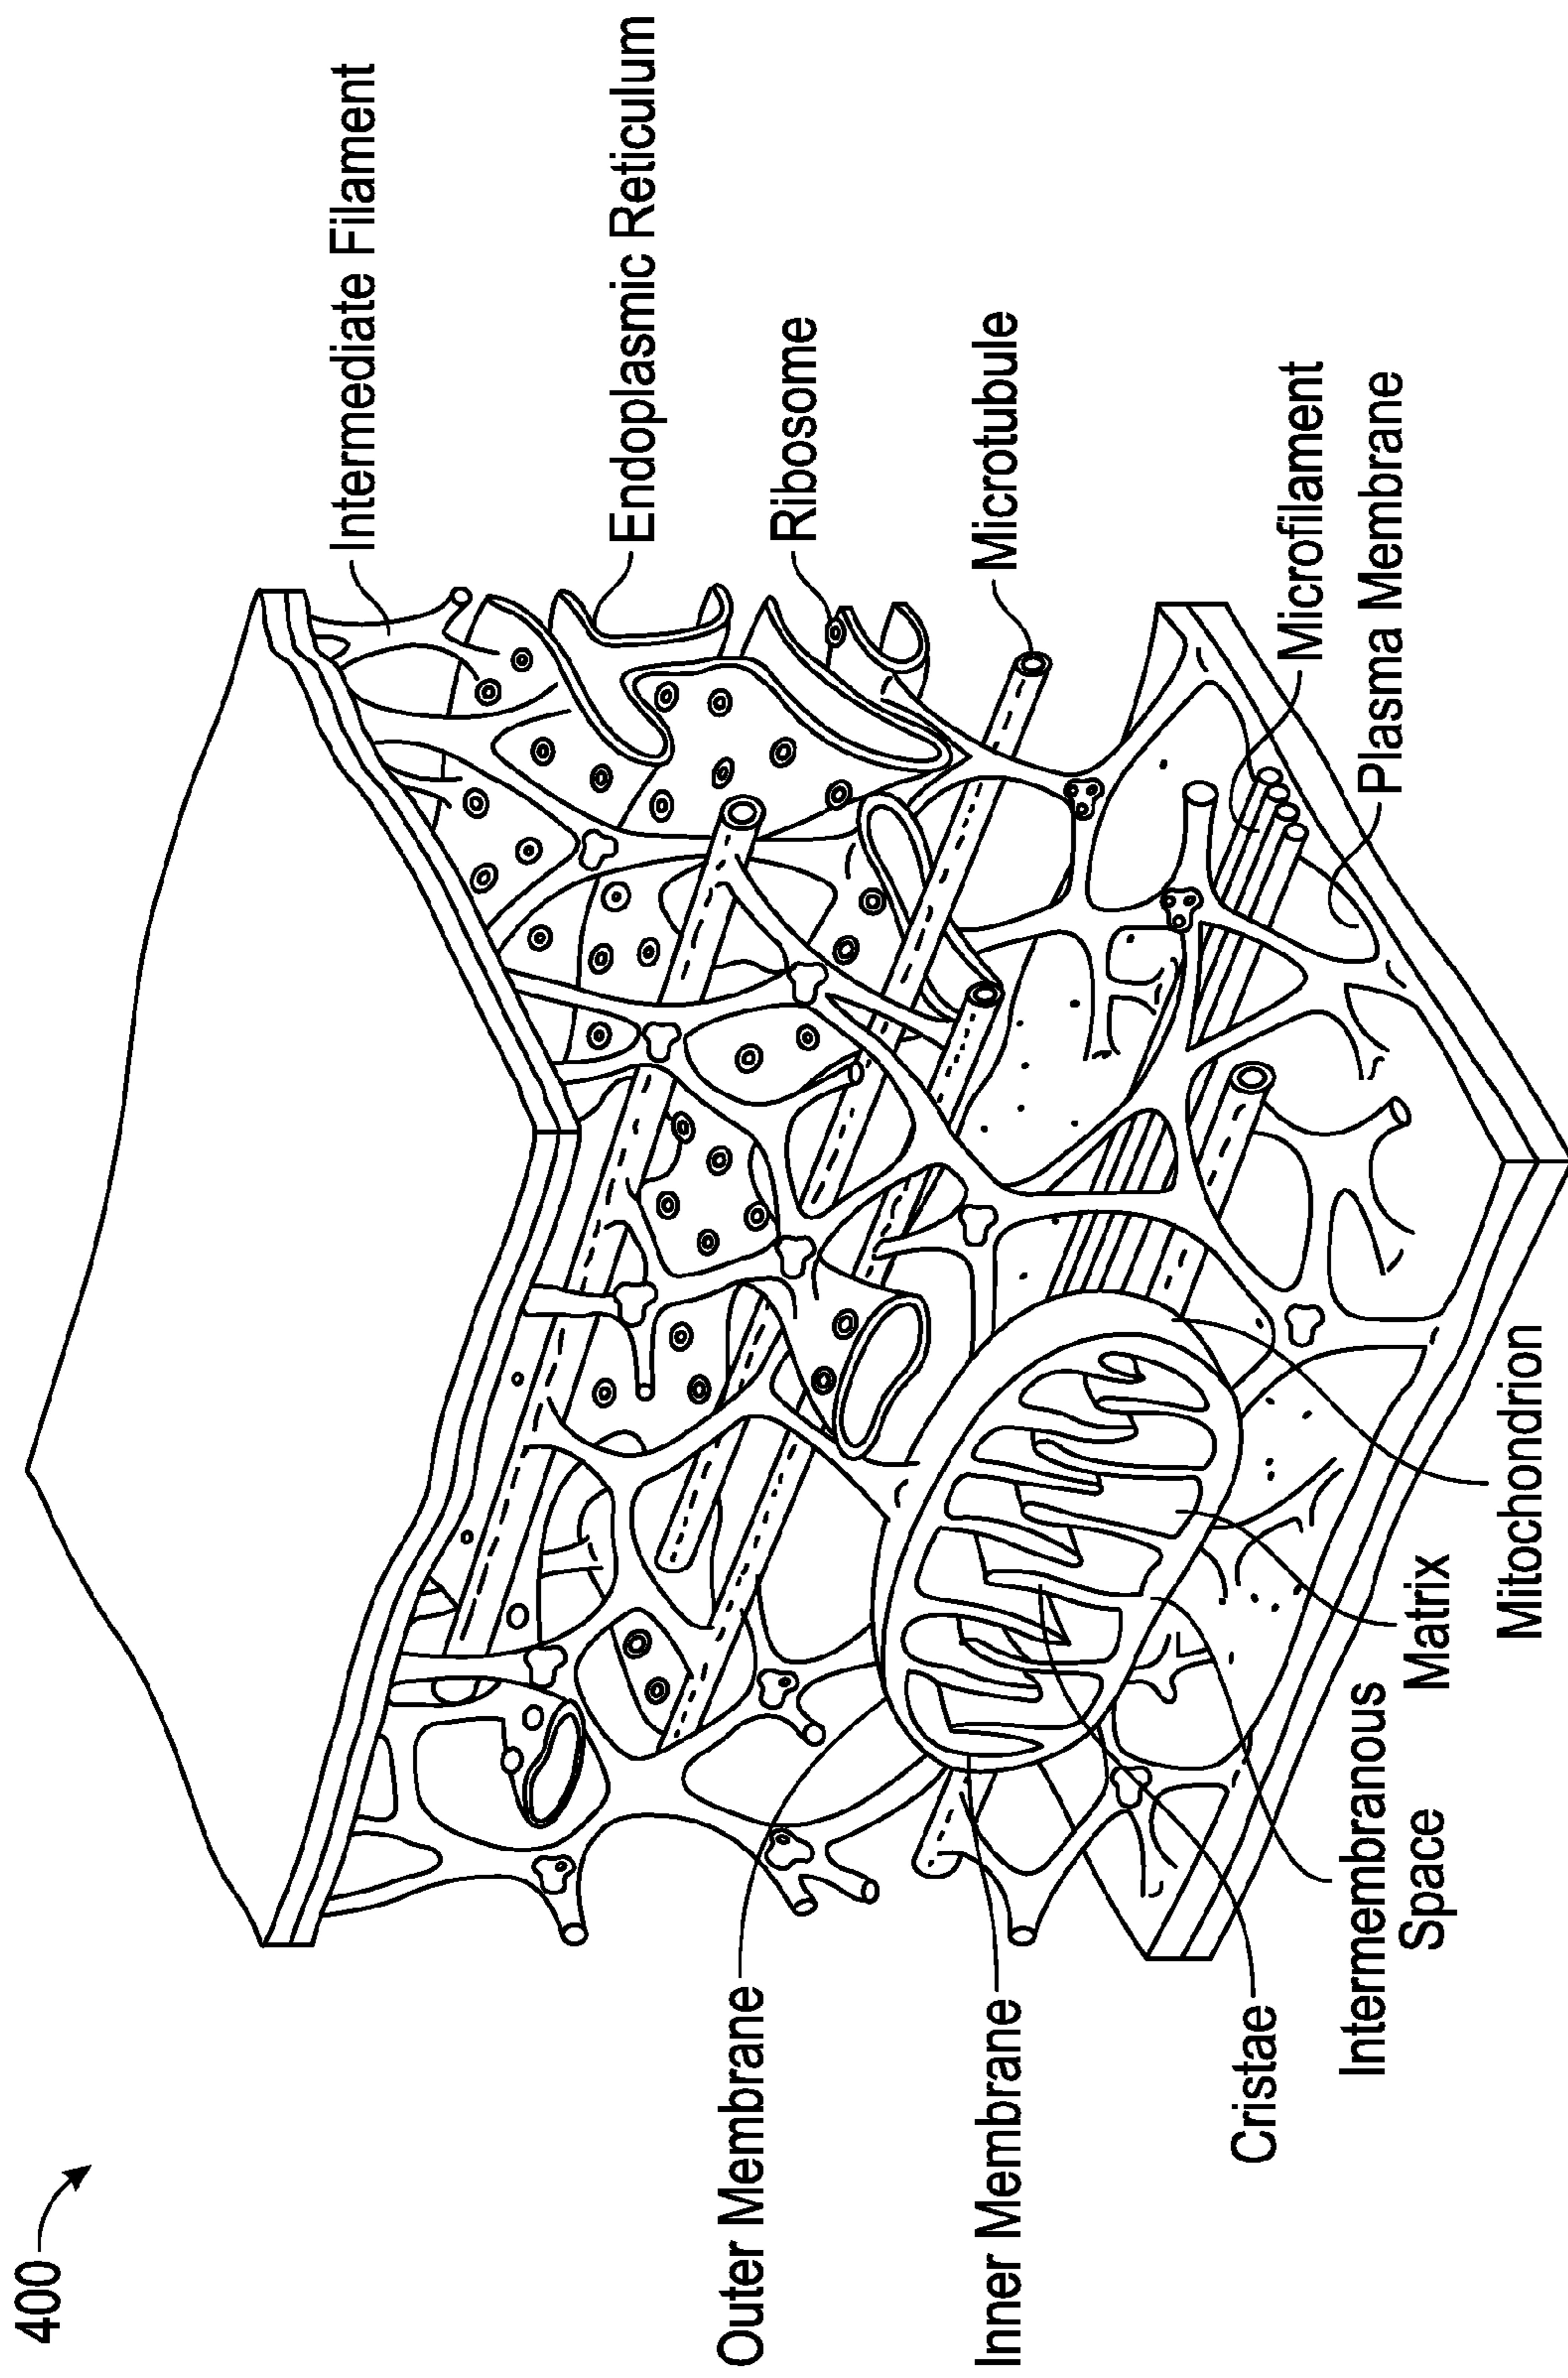 400
Intermediate Filament
Endoplasmic Reticulum
Ribosome
Microtubule
Microfilament
Plasma Membrane
Outer Membrane
Inner Membrane
Cristae
Intermembranous
Space
Matrix
Mitochondrion